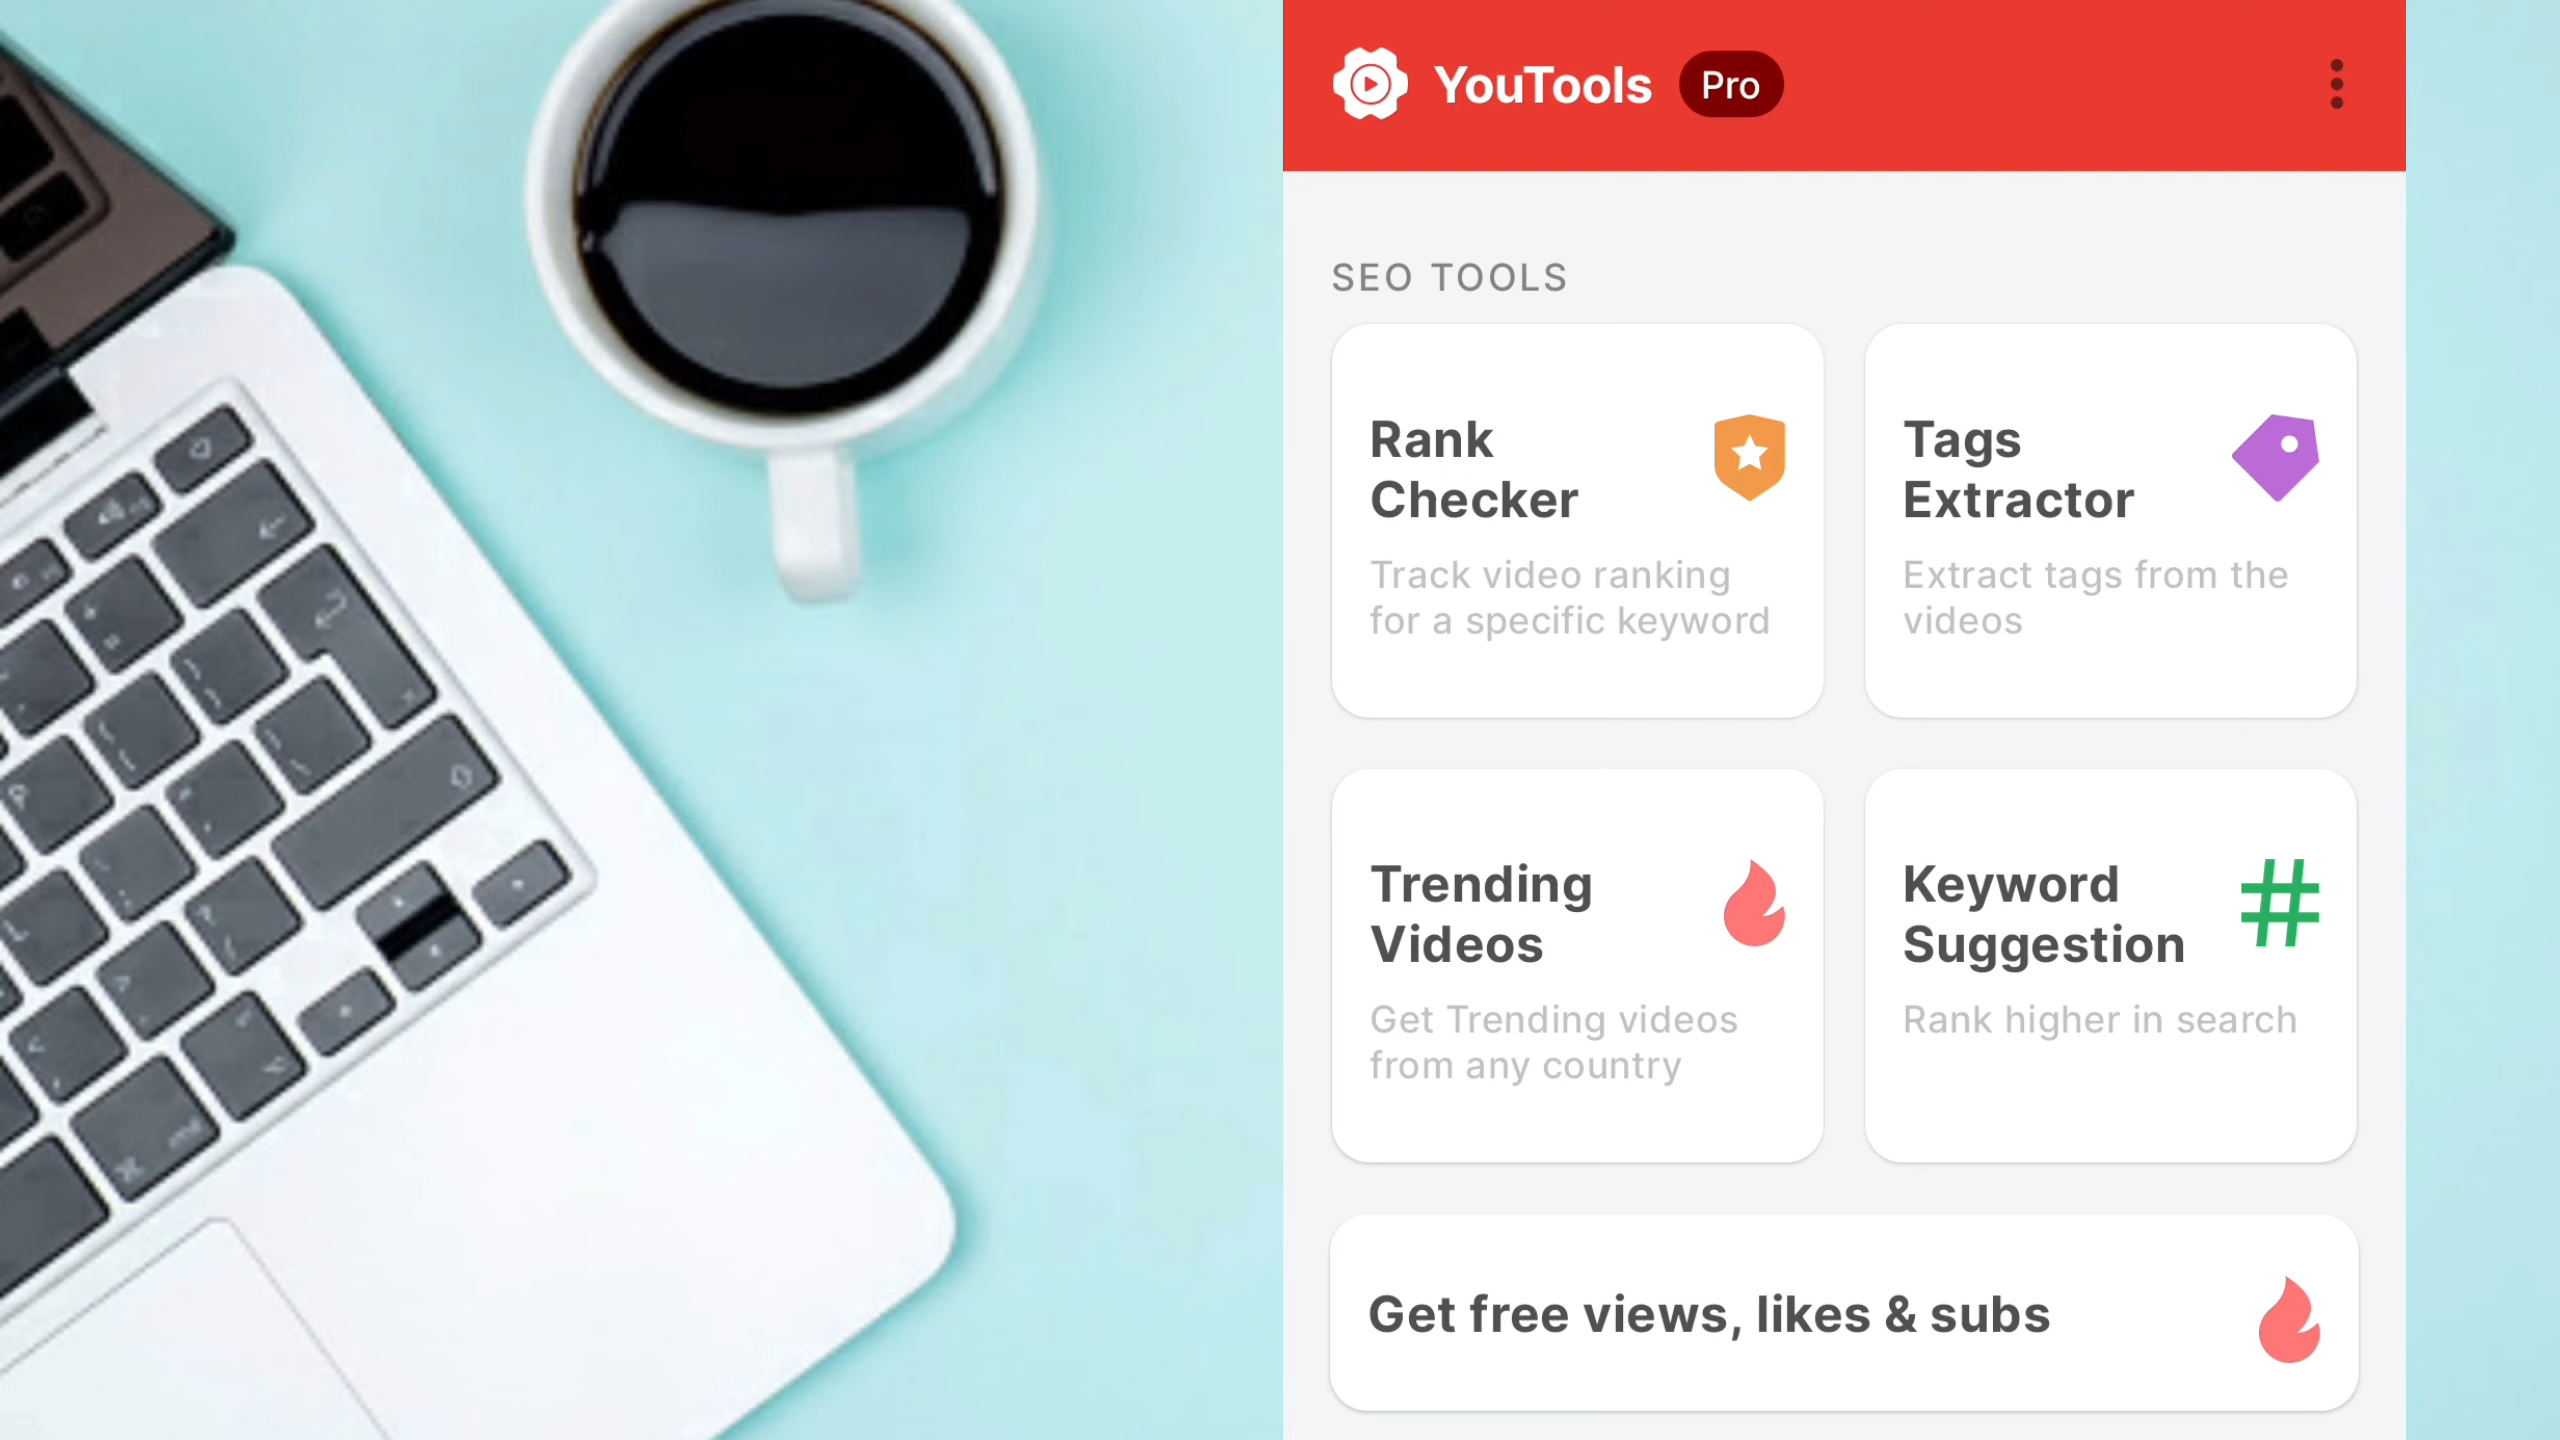 YouTools Pro
SEO TOOLS
Rank
Checker
Track video ranking
for a specific keyword
Tags
Extractor
Extract tags from the
videos
Trending
Videos
Get Trending videos
from any country
Keyword
Suggestion
Rank higher in search
Get free views, likes & subs